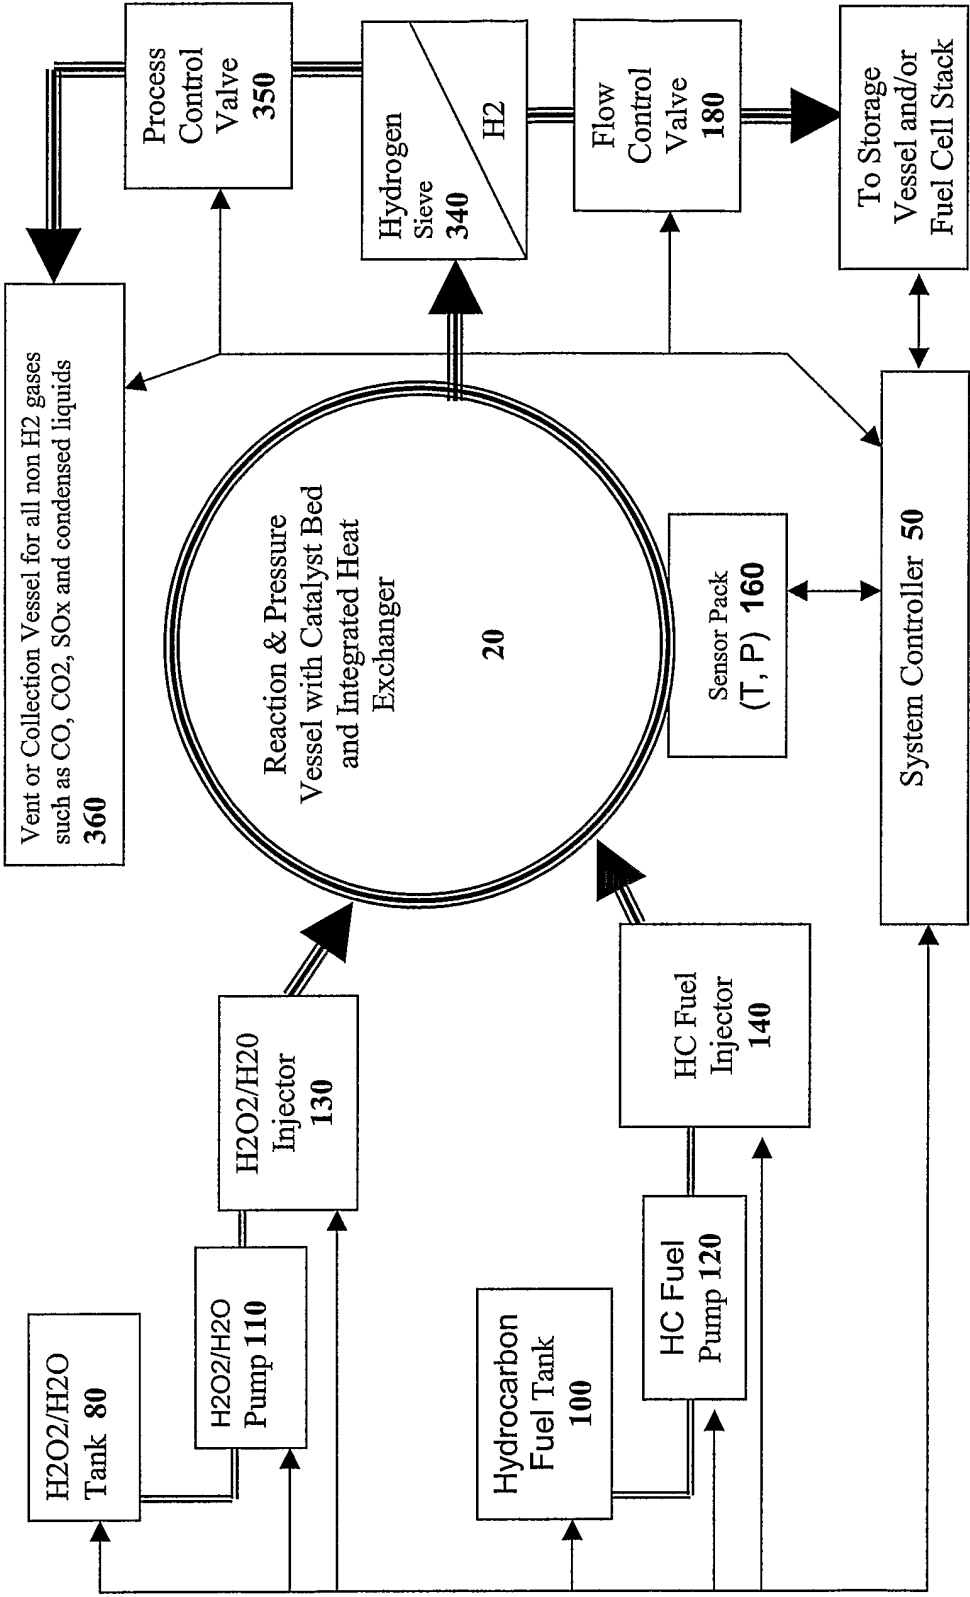 H2O2/H2O
Tank 80
H2O2/H2O
Pump 110
H2O2/H20
Injector
130
Hydrocarbon
Fuel Tank
100
HC Fuel
Pump 120
HC Fuel
Injector
140
Vent or Collection Vessel for all non H2 gases
such as CO, CO2, SOx and condensed liquids
360
Reaction & Pressure
Vessel with Catalyst Bed
and Integrated Heat
Exchanger
20
Sensor Pack
(T, P) 160
System Controller 50
Process
Control
Valve
350
Hydrogen
Sieve
340
H2
Flow
Control
Valve
180
To Storage
Vessel and/or
Fuel Cell Stack